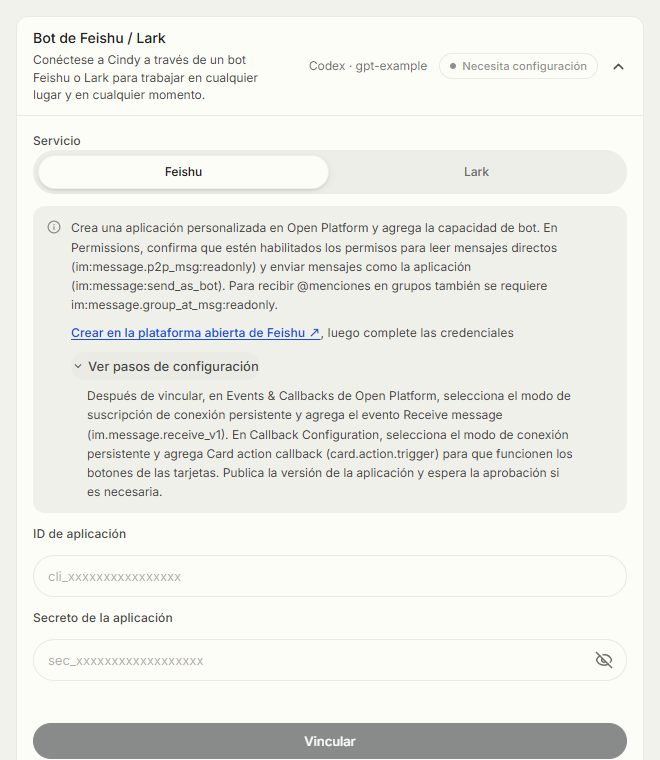 Bot de Feishu / Lark
Conéctese a Cindy a través de un bot
Feishu o Lark para trabajar en cualquier
lugar y en cualquier momento.
Codex · gpt-example
Necesita configuración
Servicio
Feishu
Lark
Crea una aplicación personalizada en Open Platform y agrega la capacidad de bot. En
Permissions, confirma que estén habilitados los permisos para leer mensajes directos
(im:message.p2p_msg:readonly) y enviar mensajes como la aplicación
(im:message:send_as_bot). Para recibir @menciones en grupos también se requiere
im:message.group_at_msg:readonly.
Crear en la plataforma abierta de Feishu ↗, luego complete las credenciales
Ver pasos de configuración
Después de vincular, en Events & Callbacks de Open Platform, selecciona el modo de
suscripción de conexión persistente y agrega el evento Receive message
(im.message.receive_v1). En Callback Configuration, selecciona el modo de conexión
persistente y agrega Card action callback (card.action.trigger) para que funcionen los
botones de las tarjetas. Publica la versión de la aplicación y espera la aprobación si
es necesaria.
ID de aplicación
cli_xxxxxxxxxxxxxxxx
Secreto de la aplicación
sec_xxxxxxxxxxxxxxxxxx
Vincular